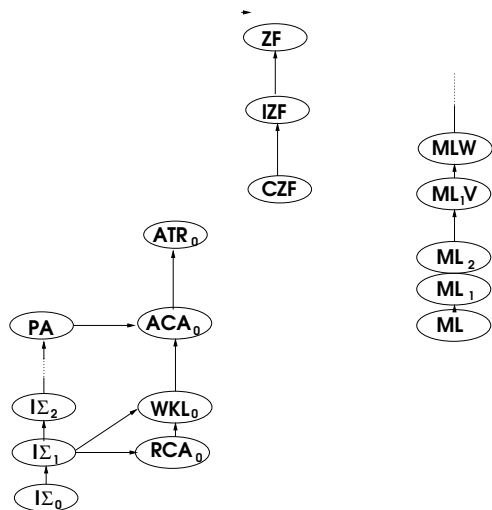 ZF
IZF
CZF
MLW
ML₁V
ML₂
ML₁
ML
ATR₀
PA
ACA₀
IΣ₂
WKL₀
IΣ₁
RCA₀
IΣ₀